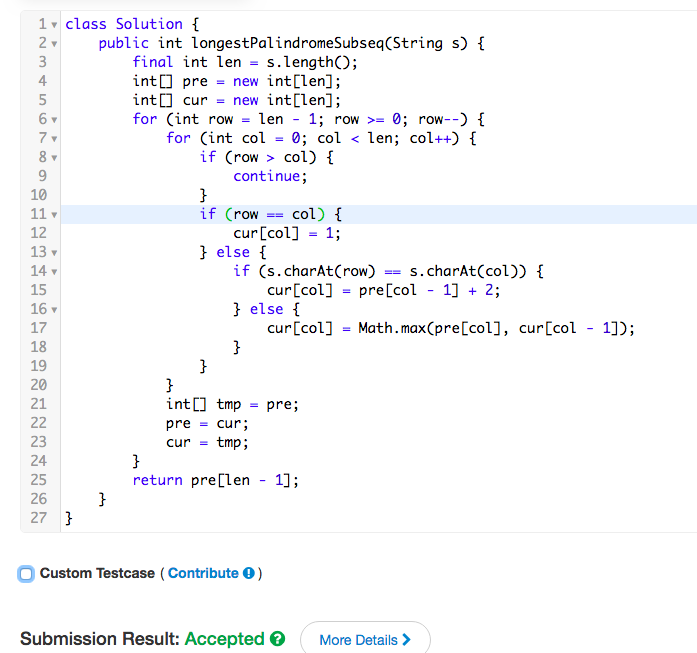 1 class Solution {
2     public int longestPalindromeSubseq(String s) {
3         final int len = s.length();
4         int[] pre = new int[len];
5         int[] cur = new int[len];
6         for (int row = len - 1; row >= 0; row--) {
7             for (int col = 0; col < len; col++) {
8                 if (row > col) {
9                     continue;
10                 }
11                 if (row == col) {
12                     cur[col] = 1;
13                 } else {
14                     if (s.charAt(row) == s.charAt(col)) {
15                         cur[col] = pre[col - 1] + 2;
16                     } else {
17                         cur[col] = Math.max(pre[col], cur[col - 1]);
18                     }
19                 }
20             }
21             int[] tmp = pre;
22             pre = cur;
23             cur = tmp;
24         }
25         return pre[len - 1];
26     }
27 }
Custom Testcase ( Contribute )
Submission Result: Accepted More Details